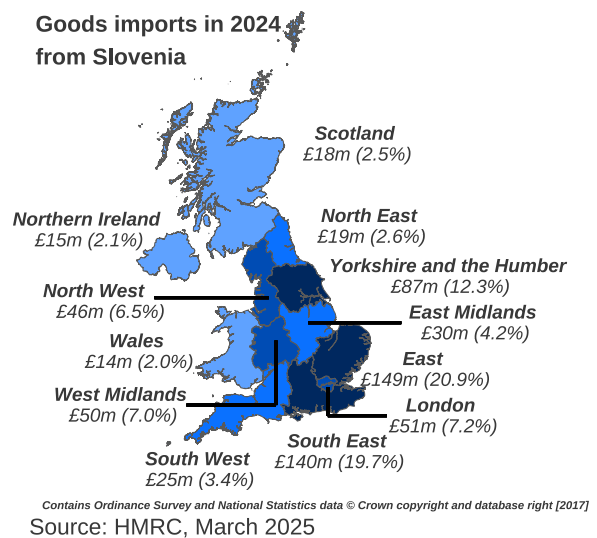 Goods imports in 2024
from Slovenia
Scotland
£18m (2.5%)
Northern Ireland
£15m (2.1%)
North East
£19m (2.6%)
Yorkshire and the Humber
£87m (12.3%)
North West
£46m (6.5%)
East Midlands
£30m (4.2%)
Wales
£14m (2.0%)
East
£149m (20.9%)
West Midlands
£50m (7.0%)
London
£51m (7.2%)
South East
£140m (19.7%)
South West
£25m (3.4%)
Contains Ordinance Survey and National Statistics data © Crown copyright and database right [2017]
Source: HMRC, March 2025